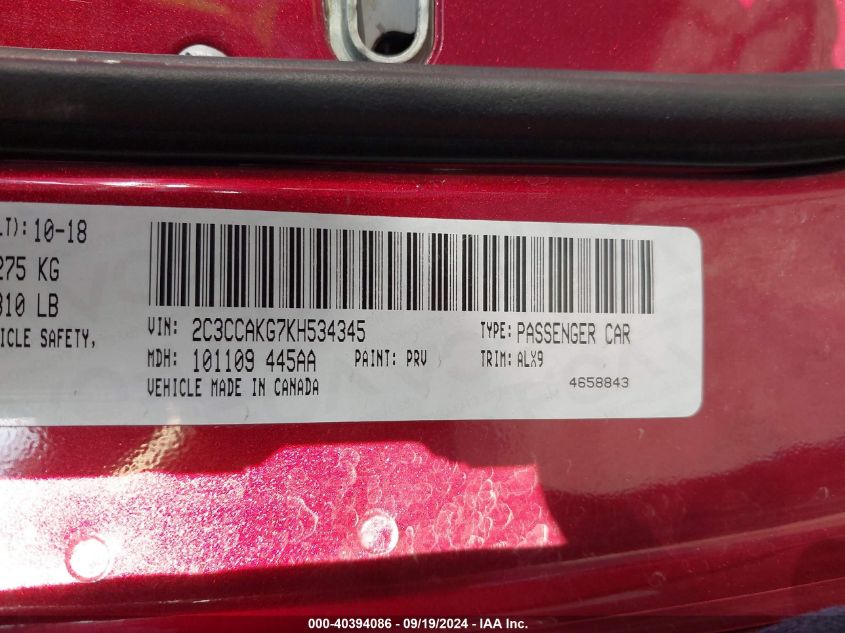 LT): 10-18
275 KG
310 LB
ICLE SAFETY,
VIN: 2C3CCAKG7KH534345
TYPE: PASSENGER CAR
MDH: 101109 445AA
PAINT: PRV
TRIM: ALX9
VEHICLE MADE IN CANADA
4658843
000-40394086 - 09/19/2024 - IAA Inc.